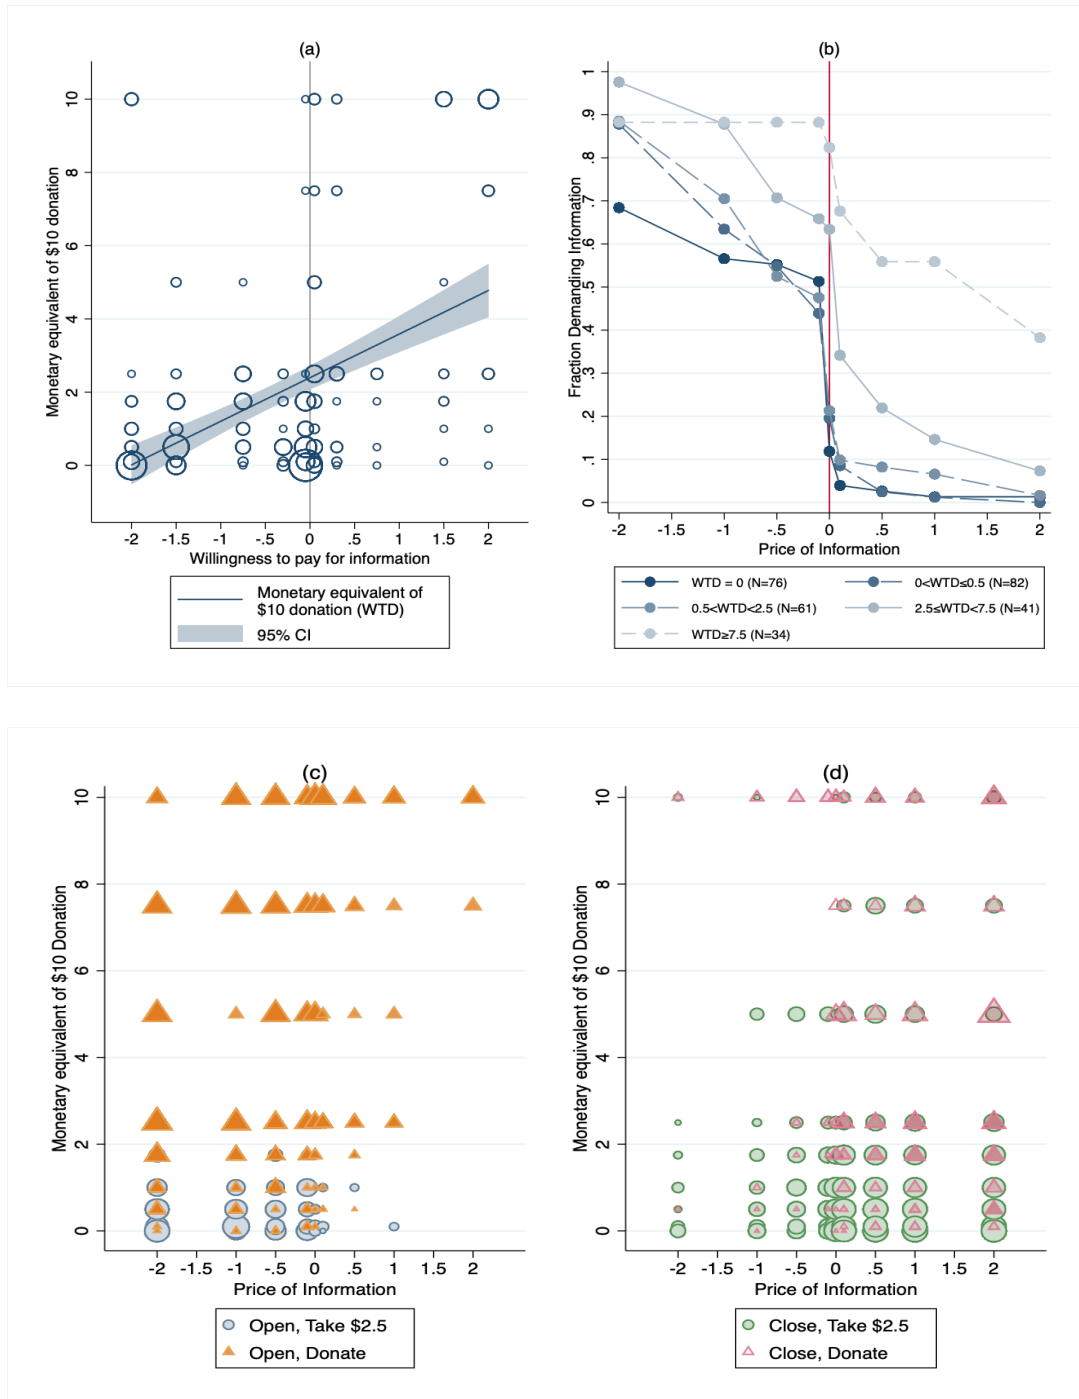 (a)
Monetary equivalent of $10 donation
10
8
6
4
2
0
-2 -1.5 -1 -.5 0 .5 1 1.5 2
Willingness to pay for information
Monetary equivalent of
$10 donation (WTD)
95% CI
(b)
Fraction Demanding Information
1
.9
.8
.7
.6
.5
.4
.3
.2
.1
0
-2 -1.5 -1 -.5 0 .5 1 1.5 2
Price of Information
WTD = 0 (N=76)
0<WTD≤0.5 (N=82)
0.5<WTD<2.5 (N=61)
2.5≤WTD<7.5 (N=41)
WTD≥7.5 (N=34)
(c)
Monetary equivalent of $10 Donation
10
8
6
4
2
0
-2 -1.5 -1 -.5 0 .5 1 1.5 2
Price of Information
Open, Take $2.5
Open, Donate
(d)
Monetary equivalent of $10 Donation
10
8
6
4
2
0
-2 -1.5 -1 -.5 0 .5 1 1.5 2
Price of Information
Close, Take $2.5
Close, Donate